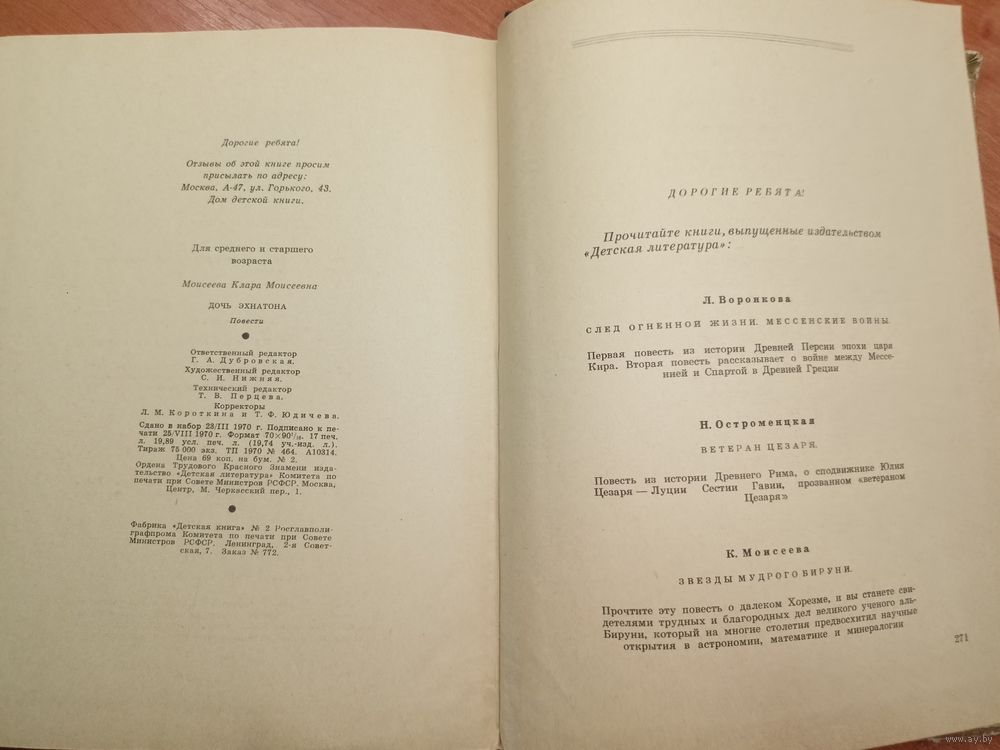 Дорогие ребята!
Отзывы об этой книге просим
присылать по адресу:
Москва, А-47, ул. Горького, 43.
Дом детской книги.
Для среднего и старшего
возраста
Моисеева Клара Моисеевна
ДОЧЬ ЭХНАТОНА
Повести
Ответственный редактор
Г. А. Дубровская.
Художественный редактор
С. И. Нижняя.
Технический редактор
Т. В. Перцева.
Корректоры
Л. М. Короткина и Т. Ф. Юдичева.
Сдано в набор 23/III 1970 г. Подписано к пе-
чати 25/VIII 1970 г. Формат 70×90¹/₁₆. 17 печ.
л. 19,89 усл. печ. л. (19,74 уч.-изд. л.).
Тираж 75 000 экз. ТП 1970 № 464. А10314.
Цена 69 коп. на бум. № 2.
Ордена Трудового Красного Знамени изда-
тельство «Детская литература» Комитета по
печати при Совете Министров РСФСР. Москва,
Центр, М. Черкасский пер., 1.
Фабрика «Детская книга» № 2 Росглавполи-
графпрома Комитета по печати при Совете
Министров РСФСР. Ленинград, 2-я Совет-
ская, 7. Заказ № 772.
ДОРОГИЕ РЕБЯТА!
Прочитайте книги, выпущенные издательством
«Детская литература»:
Л. Воронкова
СЛЕД ОГНЕННОЙ ЖИЗНИ. МЕССЕНСКИЕ ВОЙНЫ.
Первая повесть из истории Древней Персии эпохи царя
Кира. Вторая повесть рассказывает о войне между Мессе-
нией и Спартой в Древней Греции
Н. Остроменцкая
ВЕТЕРАН ЦЕЗАРЯ.
Повесть из истории Древнего Рима, о сподвижнике Юлия
Цезаря — Луции Сестии Гавии, прозванном «ветераном
Цезаря»
К. Моисеева
ЗВЕЗДЫ МУДРОГО БИРУНИ.
Прочтите эту повесть о далеком Хорезме, и вы станете сви-
детелями трудных и благородных дел великого ученого аль-
Бируни, который на многие столетия предвосхитил научные
открытия в астрономии, математике и минералогии
271
www.ay.by